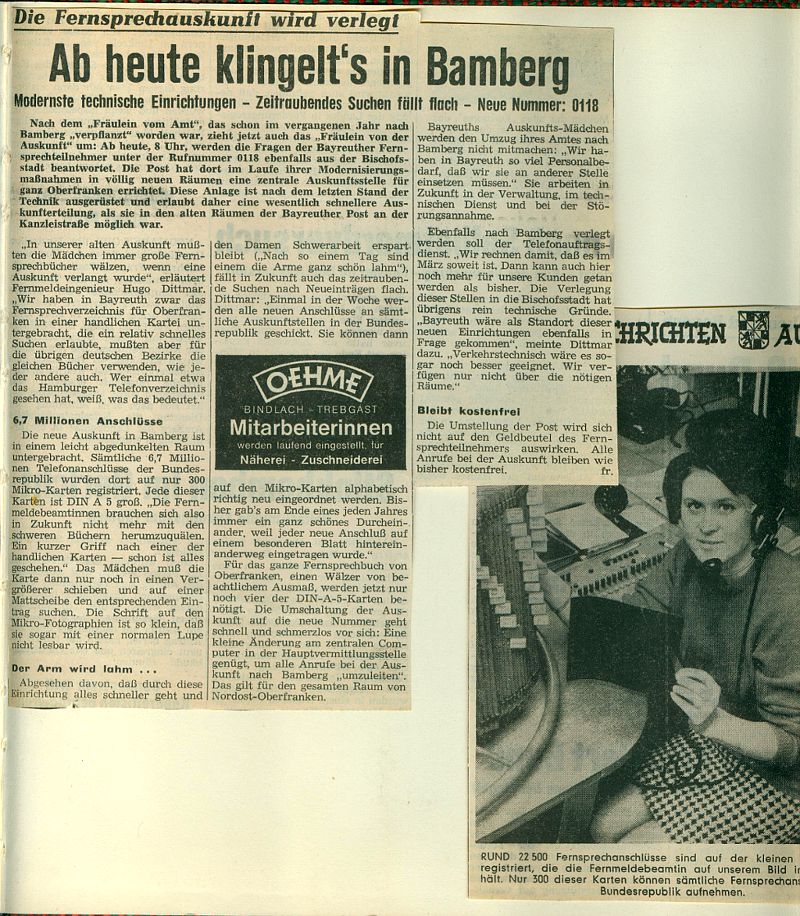 Die Fernsprechauskunft wird verlegt
Ab heute klingelt's in Bamberg
Modernste technische Einrichtungen – Zeitraubendes Suchen fällt flach – Neue Nummer: 0118
Nach dem „Fräulein vom Amt“, das schon im vergangenen Jahr nach
Bamberg „verpflanzt“ worden war, zieht jetzt auch das „Fräulein von der
Auskunft“ um: Ab heute, 8 Uhr, werden die Fragen der Bayreuther Fern-
sprechteilnehmer unter der Rufnummer 0118 ebenfalls aus der Bischofs-
stadt beantwortet. Die Post hat dort im Laufe ihrer Modernisierungs-
maßnahmen in völlig neuen Räumen eine zentrale Auskunftsstelle für
ganz Oberfranken errichtet. Diese Anlage ist nach dem letzten Stand der
Technik ausgerüstet und erlaubt daher eine wesentlich schnellere Aus-
kunfterteilung, als sie in den alten Räumen der Bayreuther Post an der
Kanzleistraße möglich war.
„In unserer alten Auskunft muß-
ten die Mädchen immer große Fern-
sprechbücher wälzen, wenn eine
Auskunft verlangt wurde“, erläutert
Fernmeldeingenieur Hugo Dittmar.
„Wir haben in Bayreuth zwar das
Fernsprechverzeichnis für Oberfran-
ken in einer handlichen Kartei un-
tergebracht, die ein relativ schnelles
Suchen erlaubte, mußten aber für
die übrigen deutschen Bezirke die
gleichen Bücher verwenden, wie je-
der andere auch. Wer einmal etwa
das Hamburger Telefonverzeichnis
gesehen hat, weiß, was das bedeutet.“
6,7 Millionen Anschlüsse
Die neue Auskunft in Bamberg ist
in einem leicht abgedunkelten Raum
untergebracht. Sämtliche 6,7 Millio-
nen Telefonanschlüsse der Bundes-
republik wurden dort auf nur 300
Mikro-Karten registriert. Jede dieser
Karten ist DIN A 5 groß. „Die Fern-
meldebeamtinnen brauchen sich also
in Zukunft nicht mehr mit den
schweren Büchern herumzuquälen.
Ein kurzer Griff nach einer der
handlichen Karten — schon ist alles
geschehen.“ Das Mädchen muß die
Karte dann nur noch in einen Ver-
größerer schieben und auf einer
Mattscheibe den entsprechenden Ein-
trag suchen. Die Schrift auf den
Mikro-Fotographien ist so klein, daß
sie sogar mit einer normalen Lupe
nicht lesbar wird.
Der Arm wird lahm ...
Abgesehen davon, daß durch diese
Einrichtung alles schneller geht und
den Damen Schwerarbeit erspart
bleibt („Nach so einem Tag sind
einem die Arme ganz schön lahm“),
fällt in Zukunft auch das zeitrauben-
de Suchen nach Neueinträgen flach.
Dittmar: „Einmal in der Woche wer-
den alle neuen Anschlüsse an sämt-
liche Auskunftstellen in der Bundes-
republik geschickt. Sie können dann
OEHME
BINDLACH - TREBGAST
Mitarbeiterinnen
werden laufend eingestellt, für
Näherei - Zuschneiderei
auf den Mikro-Karten alphabetisch
richtig neu eingeordnet werden. Bis-
her gab's am Ende eines jeden Jahres
immer ein ganz schönes Durchein-
ander, weil jeder neue Anschluß auf
einem besonderen Blatt hinterein-
anderweg eingetragen wurde.“
Für das ganze Fernsprechbuch von
Oberfranken, einen Wälzer von be-
achtlichem Ausmaß, werden jetzt nur
noch vier der DIN-A-5-Karten be-
nötigt. Die Umschaltung der Aus-
kunft auf die neue Nummer geht
schnell und schmerzlos vor sich: Eine
kleine Änderung am zentralen Com-
puter in der Hauptvermittlungsstelle
genügt, um alle Anrufe bei der Aus-
kunft nach Bamberg „umzuleiten“.
Das gilt für den gesamten Raum von
Nordost-Oberfranken.
Bayreuths Auskunfts-Mädchen
werden den Umzug ihres Amtes nach
Bamberg nicht mitmachen: „Wir ha-
ben in Bayreuth so viel Personalbe-
darf, daß wir sie an anderer Stelle
einsetzen müssen.“ Sie arbeiten in
Zukunft in der Verwaltung, im tech-
nischen Dienst und bei der Stö-
rungsannahme.
Ebenfalls nach Bamberg verlegt
werden soll der Telefonauftrags-
dienst. „Wir rechnen damit, daß es im
März soweit ist. Dann kann auch hier
noch mehr für unsere Kunden getan
werden als bisher. Die Verlegung
dieser Stellen in die Bischofsstadt hat
übrigens rein technische Gründe.
„Bayreuth wäre als Standort dieser
neuen Einrichtungen ebenfalls in
Frage gekommen“, meinte Dittmar
dazu. „Verkehrstechnisch wäre es so-
gar noch besser geeignet. Wir ver-
fügen nur nicht über die nötigen
Räume.“
Bleibt kostenfrei
Die Umstellung der Post wird sich
nicht auf den Geldbeutel des Fern-
sprechteilnehmers auswirken. Alle
Anrufe bei der Auskunft bleiben wie
bisher kostenfrei. fr.
CHRICHTEN AU
RUND 22 500 Fernsprechanschlüsse sind auf der kleinen
registriert, die die Fernmeldebeamtin auf unserem Bild in
hält. Nur 300 dieser Karten können sämtliche Fernsprechans
Bundesrepublik aufnehmen.